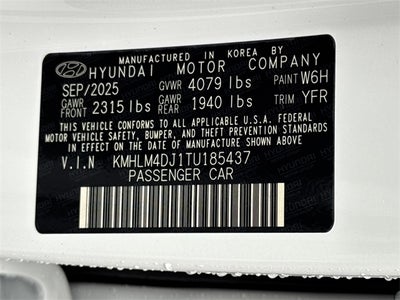 MANUFACTURED IN KOREA BY
HYUNDAI MOTOR COMPANY
SEP/2025 GVWR 4079 lbs PAINT W6H
GAWR FRONT 2315 lbs GAWR REAR 1940 lbs TRIM YFR
THIS VEHICLE CONFORMS TO ALL APPLICABLE U.S.A. FEDERAL
MOTOR VEHICLE SAFETY, BUMPER, AND THEFT PREVENTION STANDARDS
IN EFFECT ON THE DATE OF MANUFACTURE SHOWN ABOVE.
V.I.N KMHLM4DJ1TU185437
PASSENGER CAR